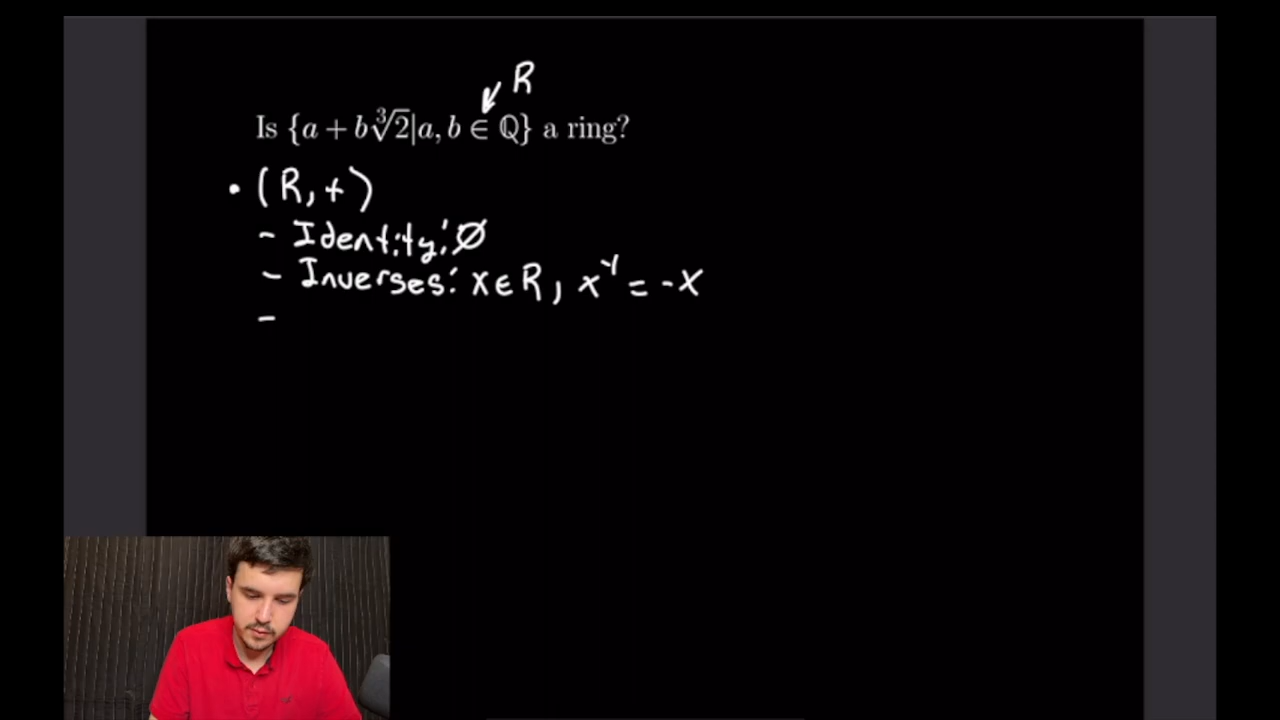 R
Is {a + b∛2|a, b ∈ ℚ} a ring?
• (R, +)
- Identity: 0
- Inverses: x ∈ R, x⁻¹ = -x
-